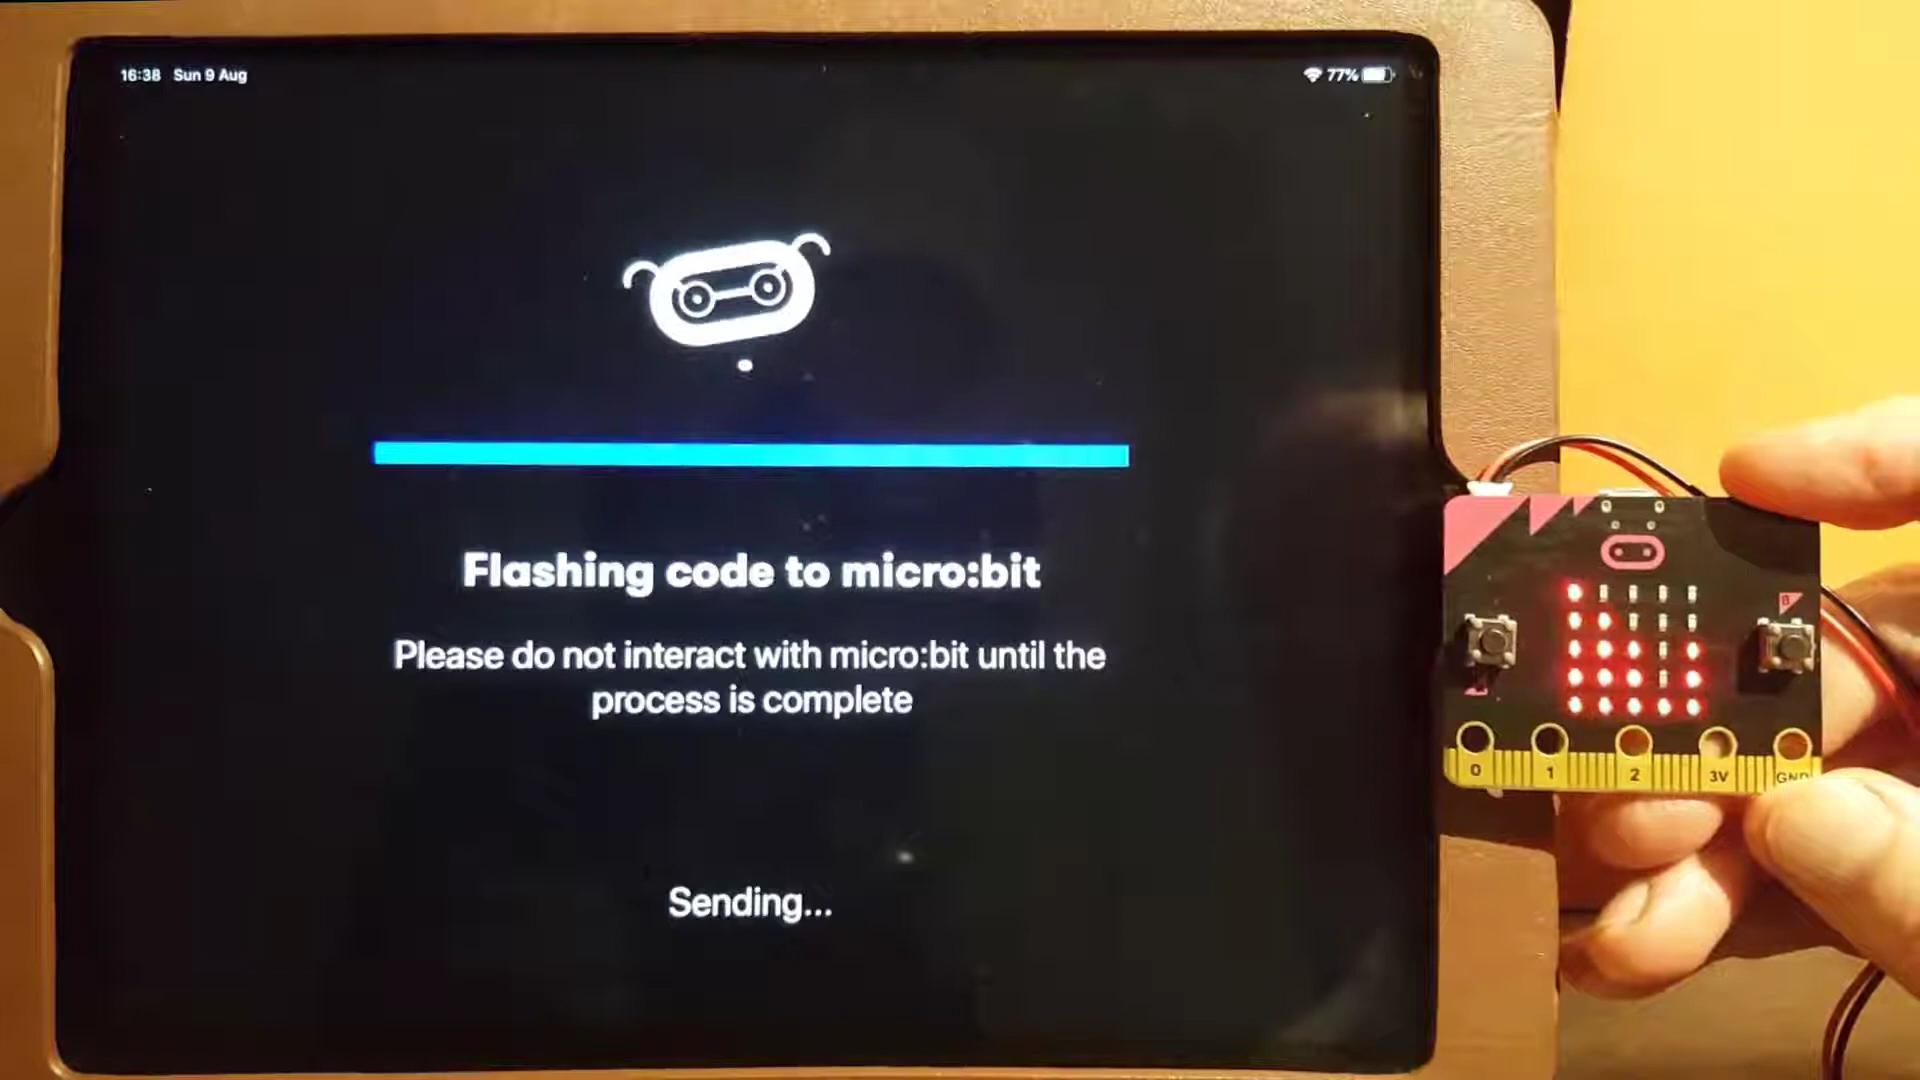 16:38 Sun 9 Aug
77%
Flashing code to micro:bit
Please do not interact with micro:bit until the
process is complete
Sending...
B
0 1 2 3V GND